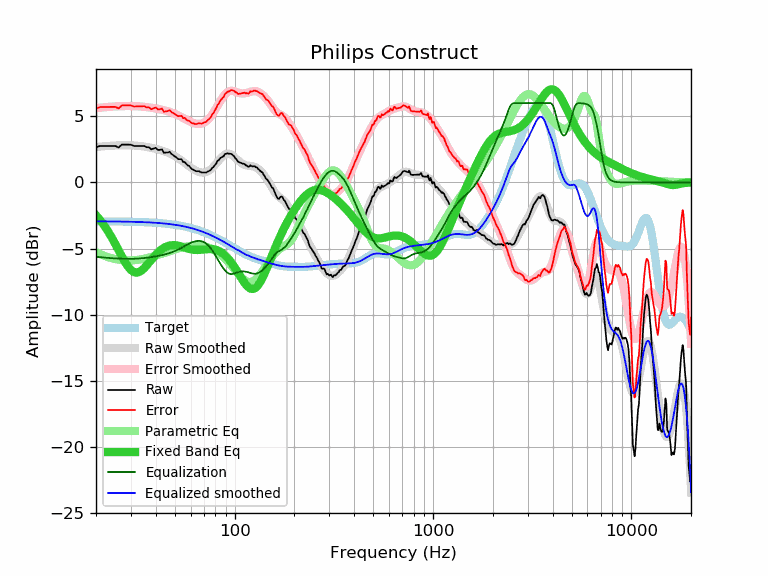 Philips Construct
Amplitude (dBr)
5
0
−5
−10
−15
−20
−25
Target
Raw Smoothed
Error Smoothed
Raw
Error
Parametric Eq
Fixed Band Eq
Equalization
Equalized smoothed
100 1000 10000
Frequency (Hz)